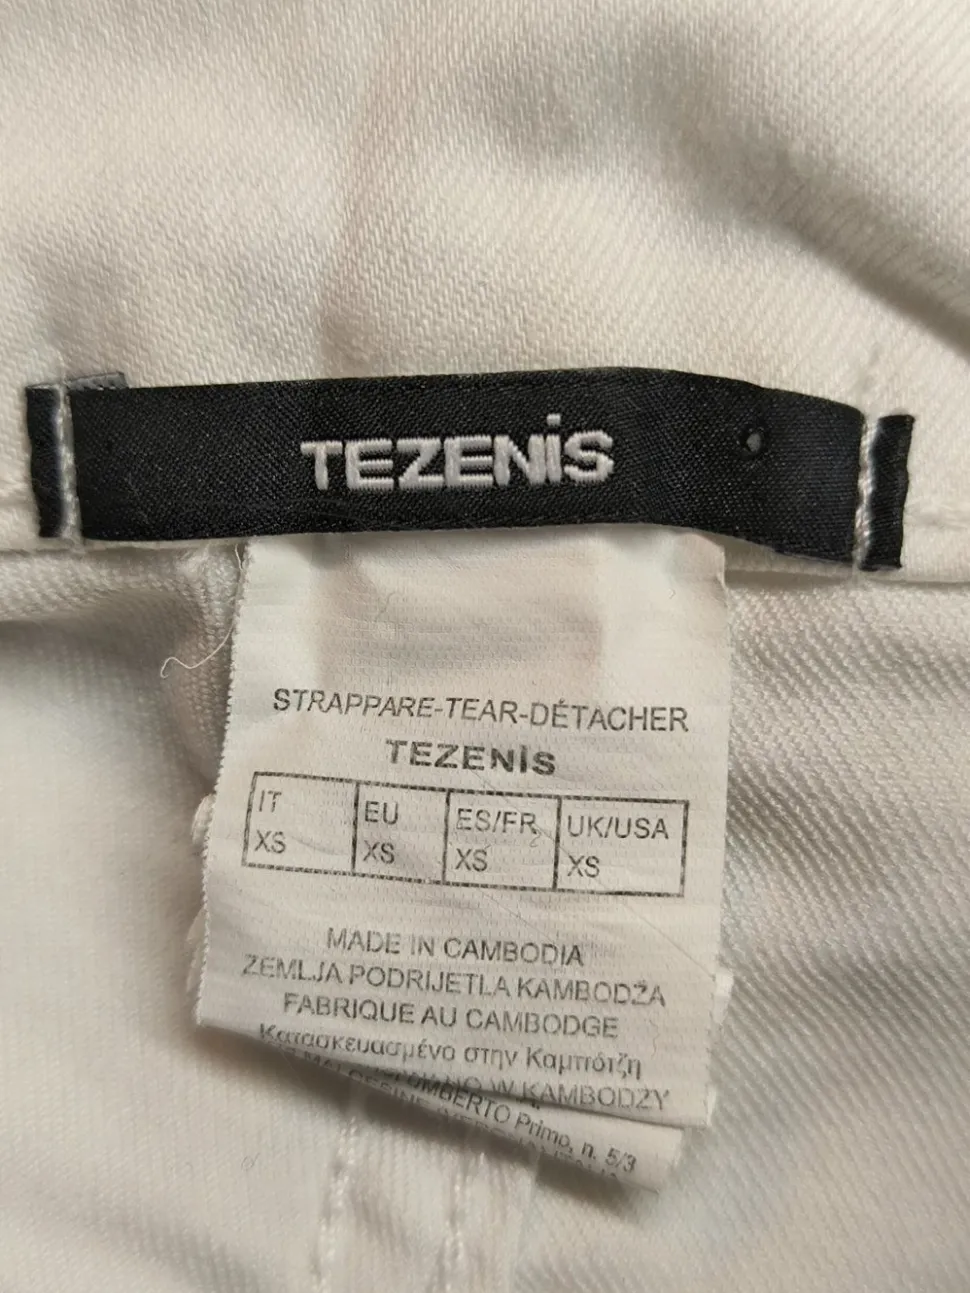 TEZENiS
STRAPPARE-TEAR-DÉTACHER
TEZENiS
IT EU ES/FR UK/USA
XS XS XS XS
MADE IN CAMBODIA
ZEMLJA PODRIJETLA KAMBODŽA
FABRIQUE AU CAMBODGE
Κατασκευασμένο στην Καμπότζη
W KAMBODŻY
UMBERTO Primo, n. 5/3